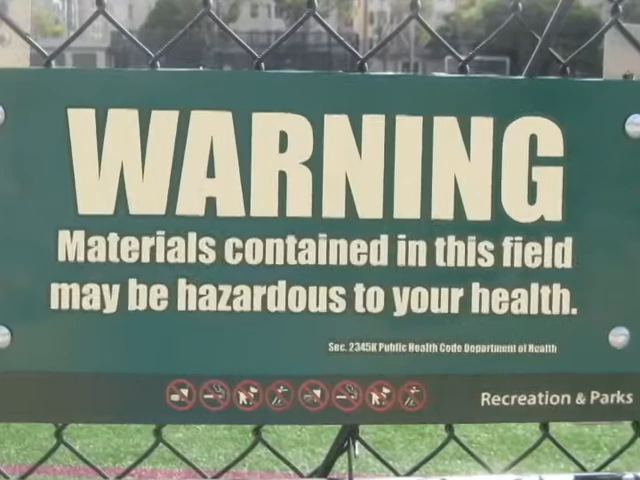 WARNING
Materials contained in this field
may be hazardous to your health.
Sec. 2345K Public Health Code Department of Health
Recreation & Parks